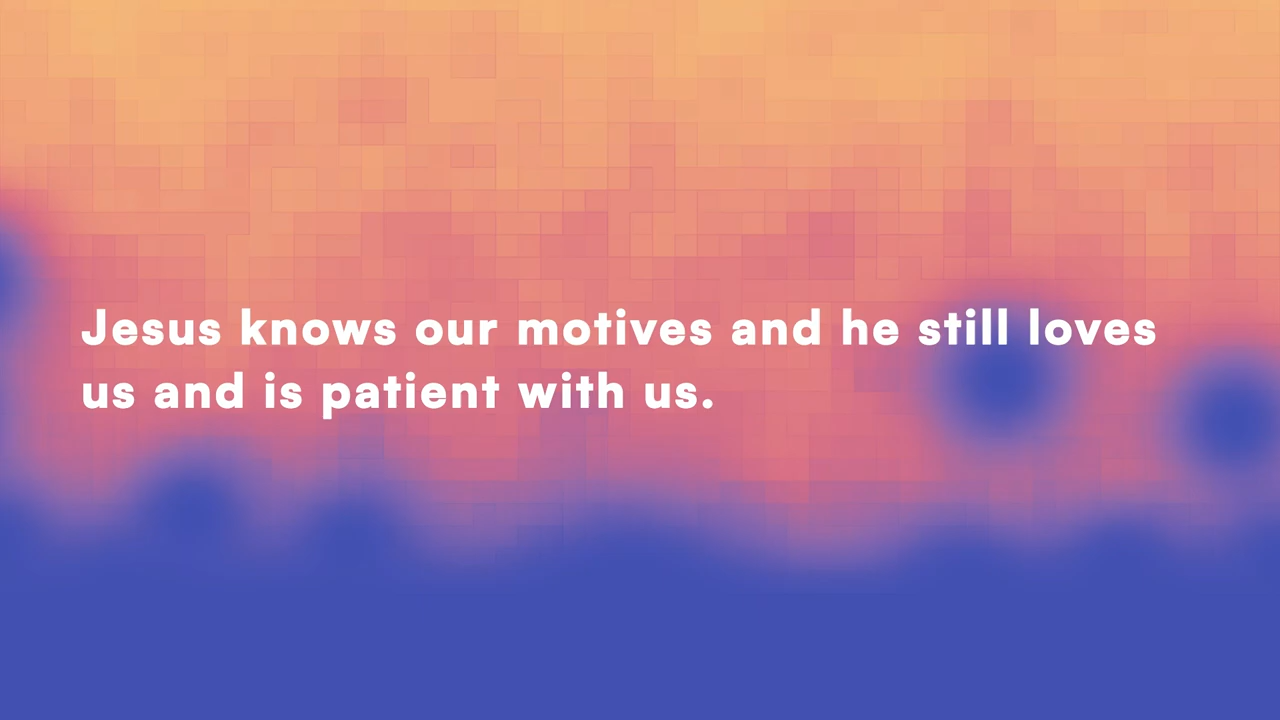 Jesus knows our motives and he still loves
us and is patient with us.